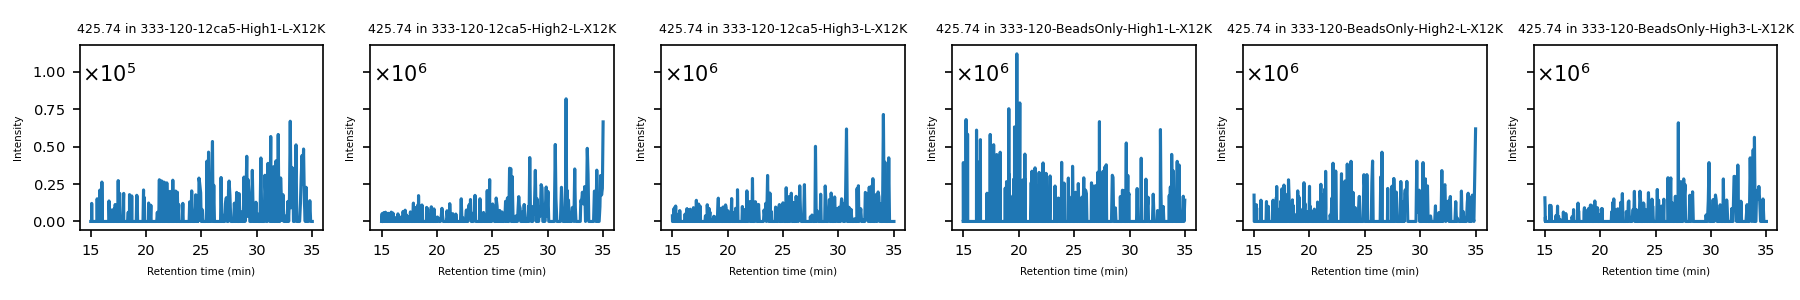 425.74 in 333-120-12ca5-High1-L-X12K
425.74 in 333-120-12ca5-High2-L-X12K
425.74 in 333-120-12ca5-High3-L-X12K
425.74 in 333-120-BeadsOnly-High1-L-X12K
425.74 in 333-120-BeadsOnly-High2-L-X12K
425.74 in 333-120-BeadsOnly-High3-L-X12K
×10⁵
×10⁶
×10⁶
×10⁶
×10⁶
×10⁶
1.00
0.75
0.50
0.25
0.00
Intensity
Intensity
Intensity
Intensity
Intensity
Intensity
15 20 25 30 35
15 20 25 30 35
15 20 25 30 35
15 20 25 30 35
15 20 25 30 35
15 20 25 30 35
Retention time (min)
Retention time (min)
Retention time (min)
Retention time (min)
Retention time (min)
Retention time (min)